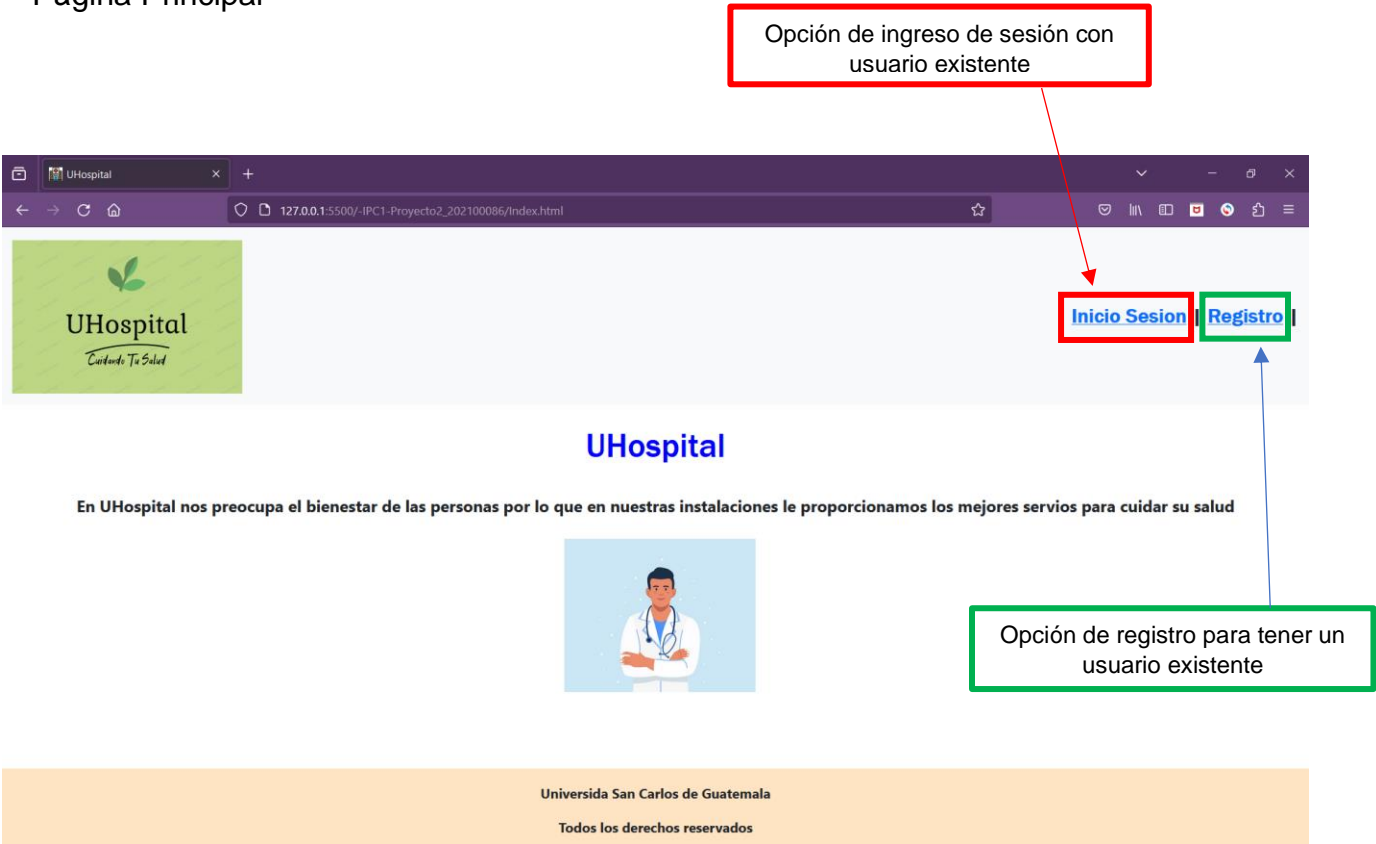 Página Principal
Opción de ingreso de sesión con
usuario existente
UHospital
127.0.0.1:5500/-IPC1-Proyecto2_202100086/Index.html
UHospital
Cuidando Tu Salud
Inicio Sesion | Registro |
UHospital
En UHospital nos preocupa el bienestar de las personas por lo que en nuestras instalaciones le proporcionamos los mejores servios para cuidar su salud
Opción de registro para tener un
usuario existente
Universida San Carlos de Guatemala
Todos los derechos reservados